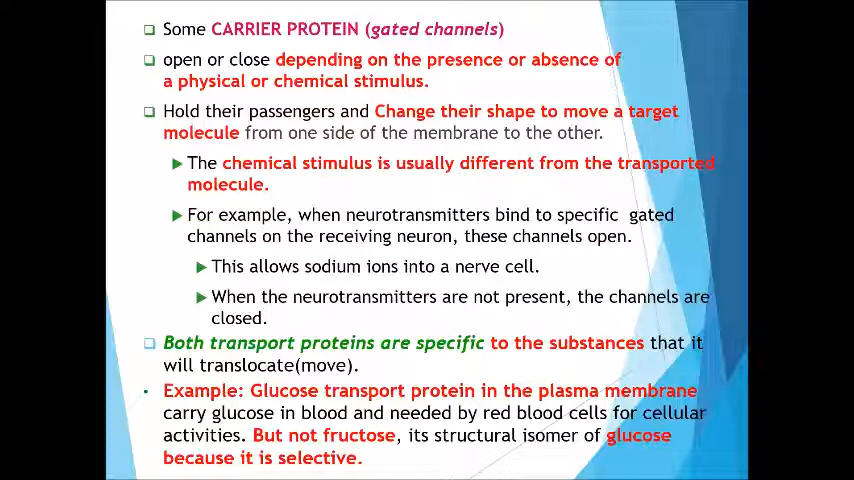 Some CARRIER PROTEIN (gated channels)
open or close depending on the presence or absence of
a physical or chemical stimulus.
Hold their passengers and Change their shape to move a target
molecule from one side of the membrane to the other.
The chemical stimulus is usually different from the transported
molecule.
For example, when neurotransmitters bind to specific gated
channels on the receiving neuron, these channels open.
This allows sodium ions into a nerve cell.
When the neurotransmitters are not present, the channels are
closed.
Both transport proteins are specific to the substances that it
will translocate(move).
Example: Glucose transport protein in the plasma membrane
carry glucose in blood and needed by red blood cells for cellular
activities. But not fructose, its structural isomer of glucose
because it is selective.